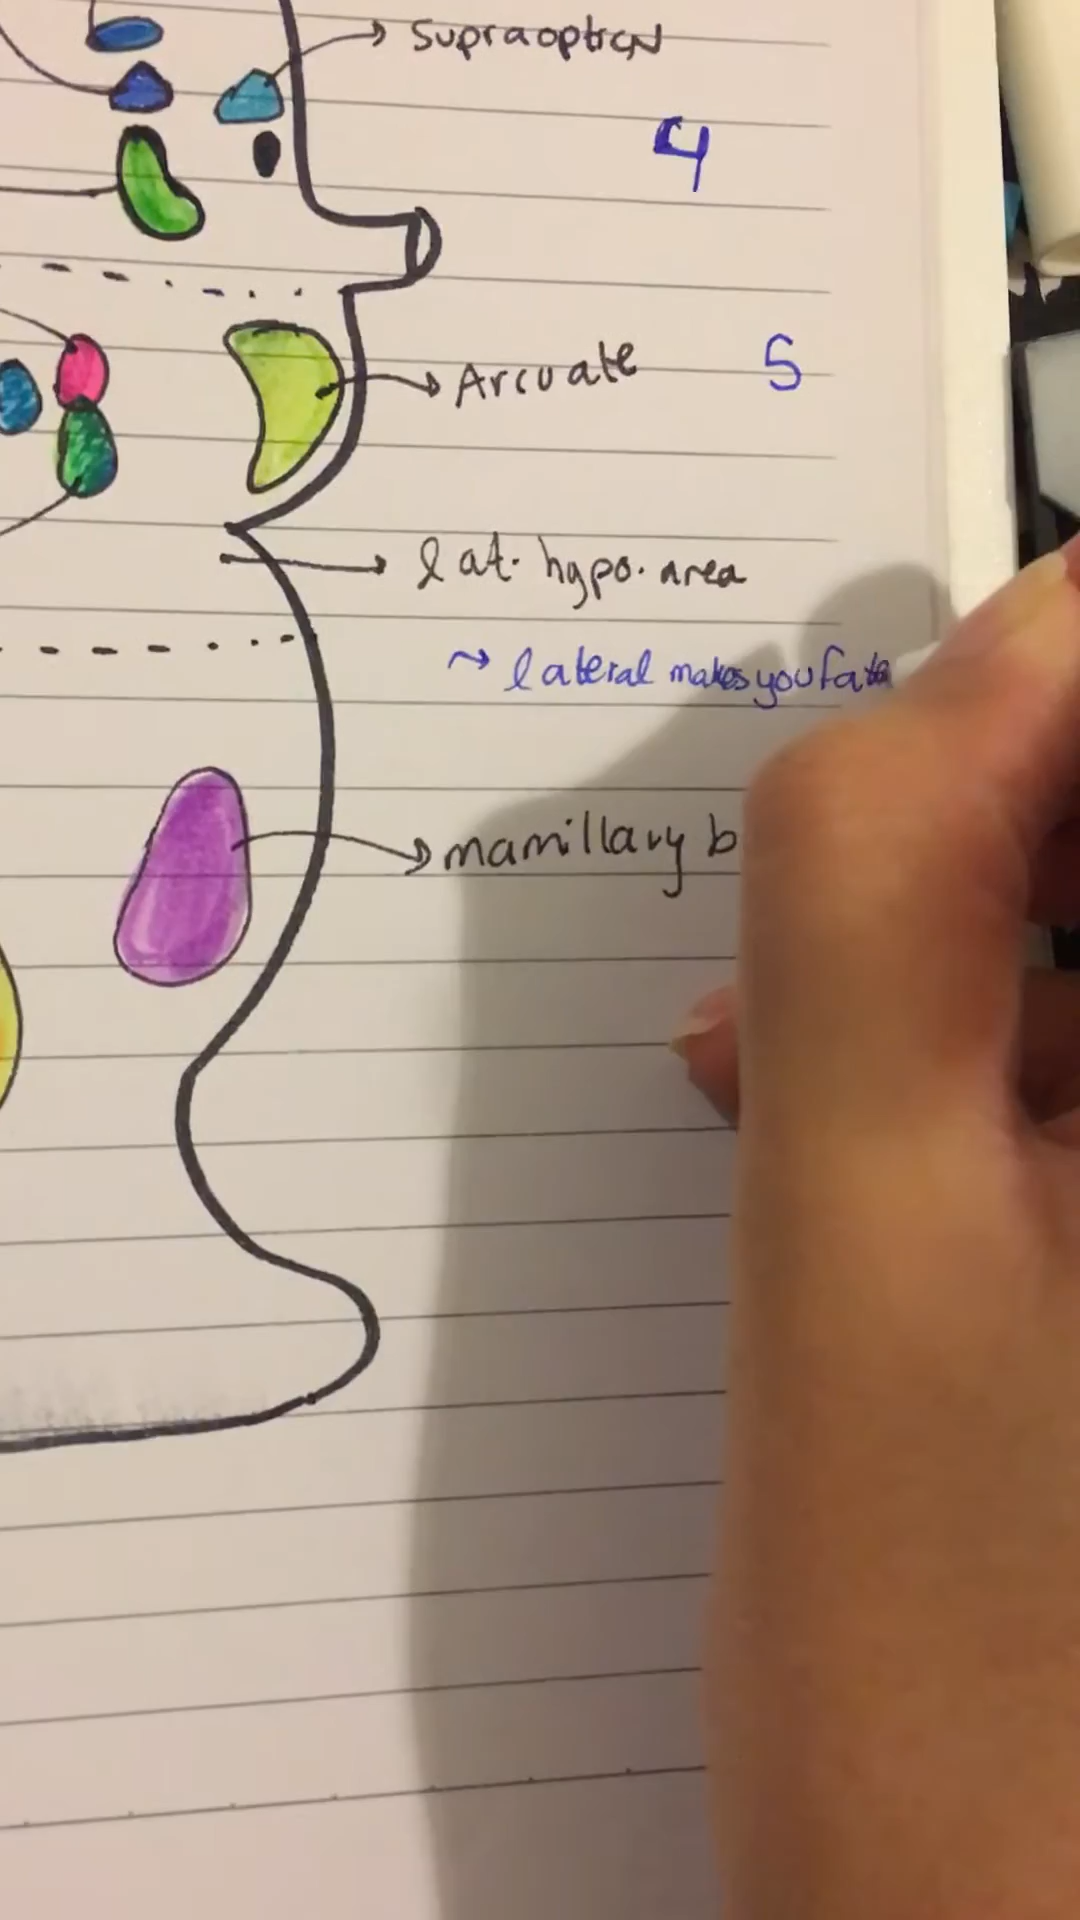 Supraoptic N
4
Arcuate 5
lat. hypo. area
~> lateral makes you fat
mamillary b